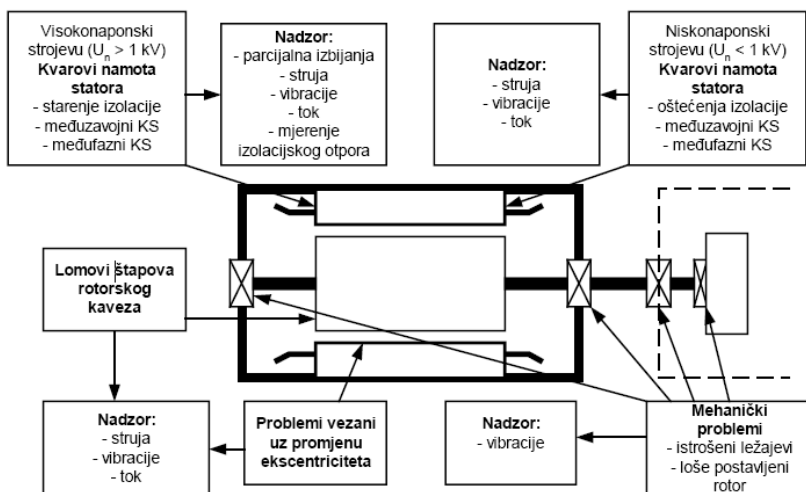 Visokonaponski
strojevu (Uₙ > 1 kV)
Kvarovi namota
statora
- starenje izolacije
- međuzavojni KS
- međufazni KS
Nadzor:
- parcijalna izbijanja
- struja
- vibracije
- tok
- mjerenje
izolacijskog otpora
Nadzor:
- struja
- vibracije
- tok
Niskonaponski
strojevu (Uₙ < 1 kV)
Kvarovi namota
statora
- oštećenja izolacije
- međuzavojni KS
- međufazni KS
Lomovi štapova
rotorskog
kaveza
Nadzor:
- struja
- vibracije
- tok
Problemi vezani
uz promjenu
ekscentriciteta
Nadzor:
- vibracije
Mehanički
problemi
- istrošeni ležajevi
- loše postavljeni
rotor